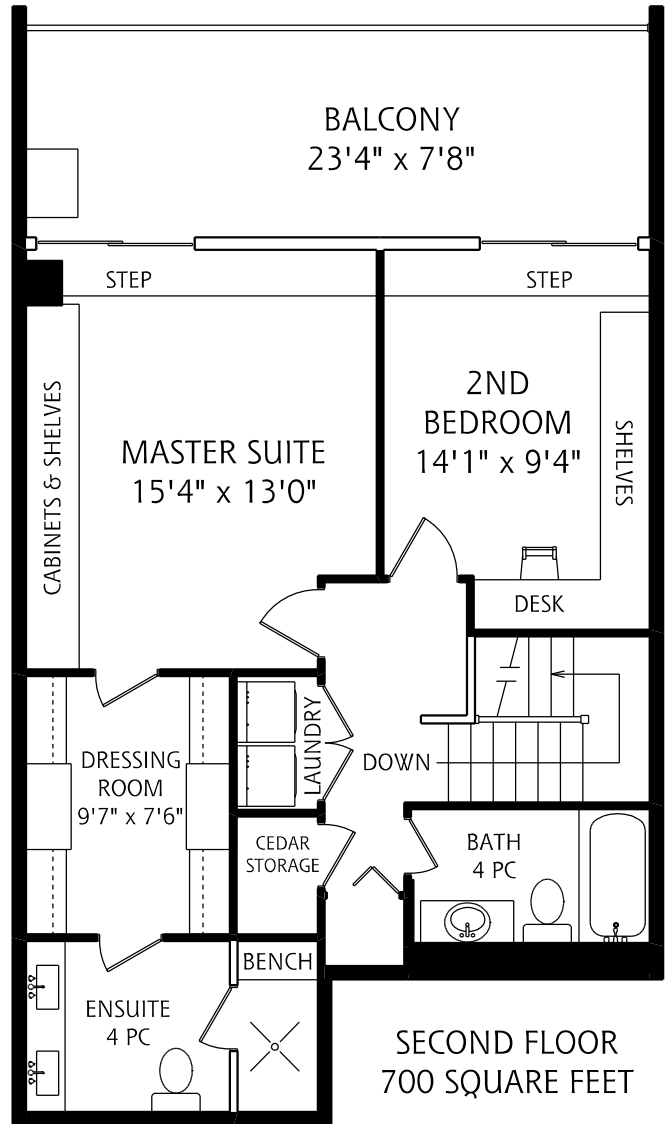 BALCONY
23'4" x 7'8"
STEP
STEP
CABINETS & SHELVES
MASTER SUITE
15'4" x 13'0"
2ND
BEDROOM
14'1" x 9'4"
SHELVES
DESK
LAUNDRY
DOWN
DRESSING
ROOM
9'7" x 7'6"
CEDAR
STORAGE
BATH
4 PC
BENCH
ENSUITE
4 PC
SECOND FLOOR
700 SQUARE FEET